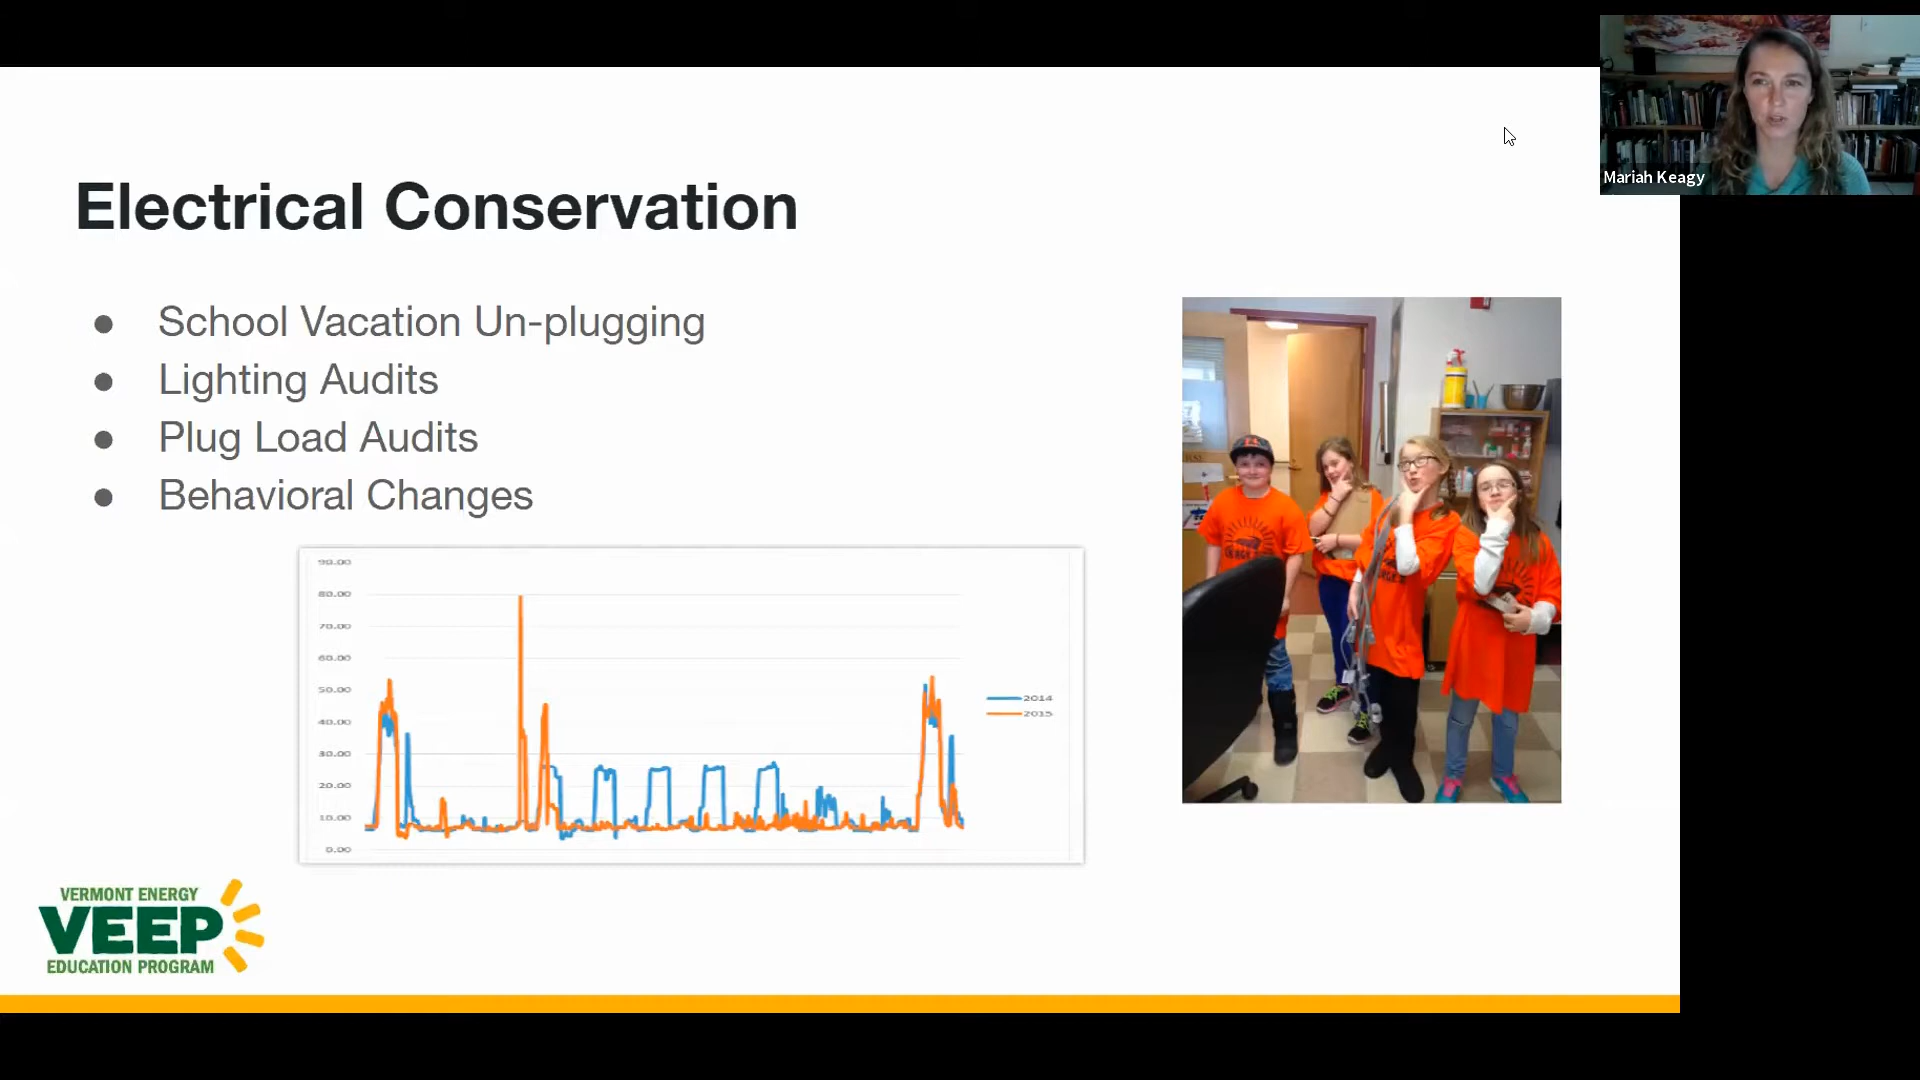 Mariah Keagy
Electrical Conservation
● School Vacation Un-plugging
● Lighting Audits
● Plug Load Audits
● Behavioral Changes
90.00
80.00
70.00
60.00
50.00
40.00
30.00
20.00
10.00
0.00
2014
2015
VERMONT ENERGY
VEEP
EDUCATION PROGRAM